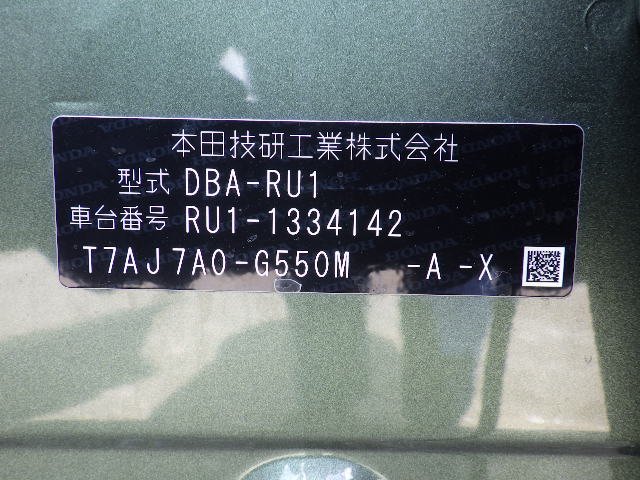 本田技研工業株式会社
型式 DBA-RU1
車台番号 RU1-1334142
T7AJ7A0-G550M -A -X